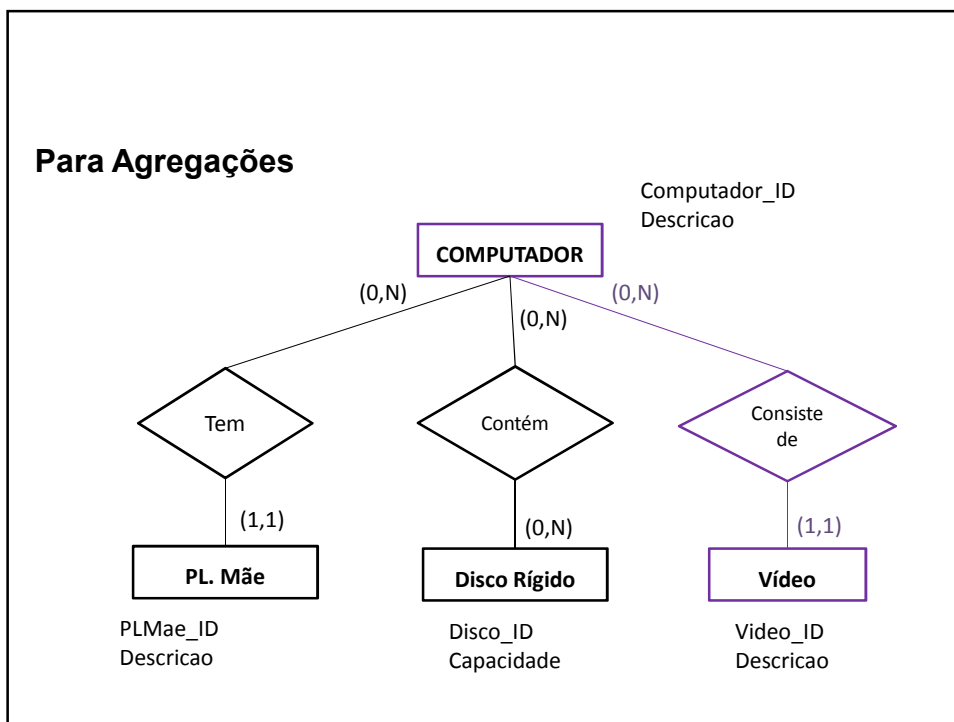 Para Agregações
Computador_ID
Descricao
COMPUTADOR
(0,N)
(0,N)
(0,N)
Tem
Contém
Consiste
de
(1,1)
(0,N)
(1,1)
PL. Mãe
Disco Rígido
Vídeo
PLMae_ID
Descricao
Disco_ID
Capacidade
Video_ID
Descricao